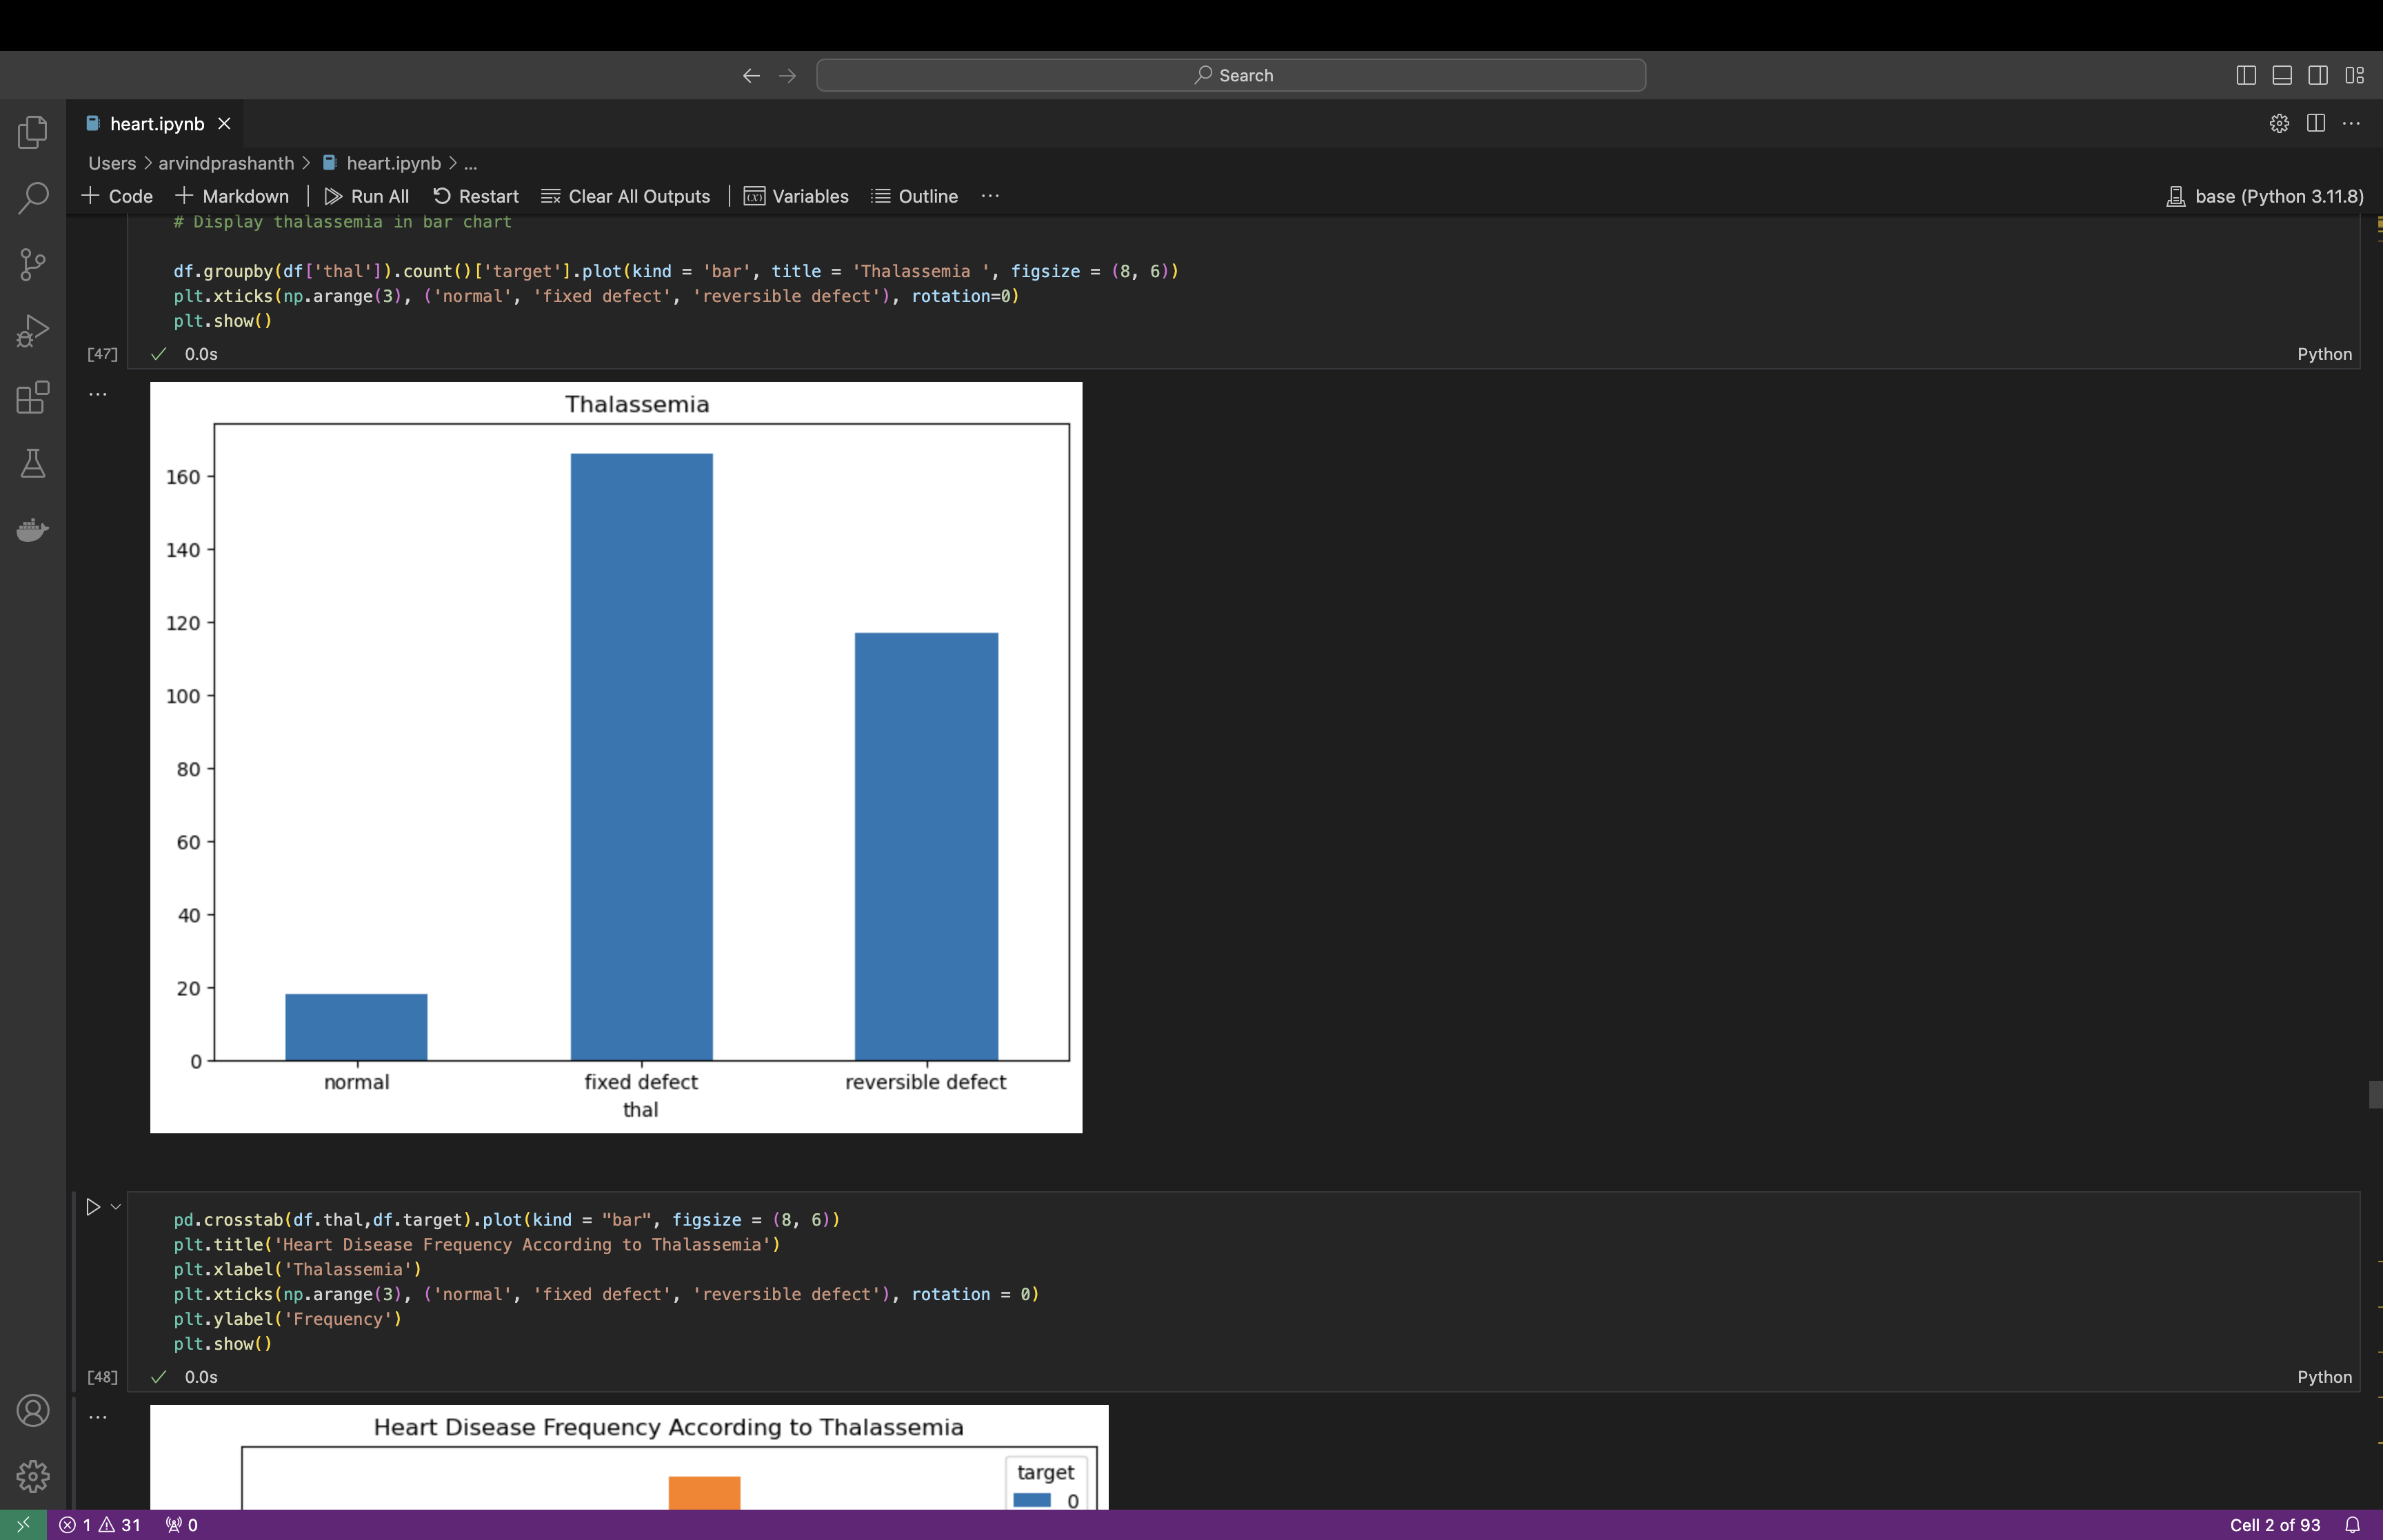 Search
heart.ipynb
Users > arvindprashanth > heart.ipynb > ...
+ Code + Markdown | Run All Restart Clear All Outputs | Variables Outline ... base (Python 3.11.8)
# Display thalassemia in bar chart
df.groupby(df['thal']).count()['target'].plot(kind = 'bar', title = 'Thalassemia ', figsize = (8, 6))
plt.xticks(np.arange(3), ('normal', 'fixed defect', 'reversible defect'), rotation=0)
plt.show()
[47] 0.0s Python
Thalassemia
160
140
120
100
80
60
40
20
0
normal fixed defect reversible defect
thal
pd.crosstab(df.thal,df.target).plot(kind = "bar", figsize = (8, 6))
plt.title('Heart Disease Frequency According to Thalassemia')
plt.xlabel('Thalassemia')
plt.xticks(np.arange(3), ('normal', 'fixed defect', 'reversible defect'), rotation = 0)
plt.ylabel('Frequency')
plt.show()
[48] 0.0s Python
Heart Disease Frequency According to Thalassemia
target
0
1 31 0 Cell 2 of 93